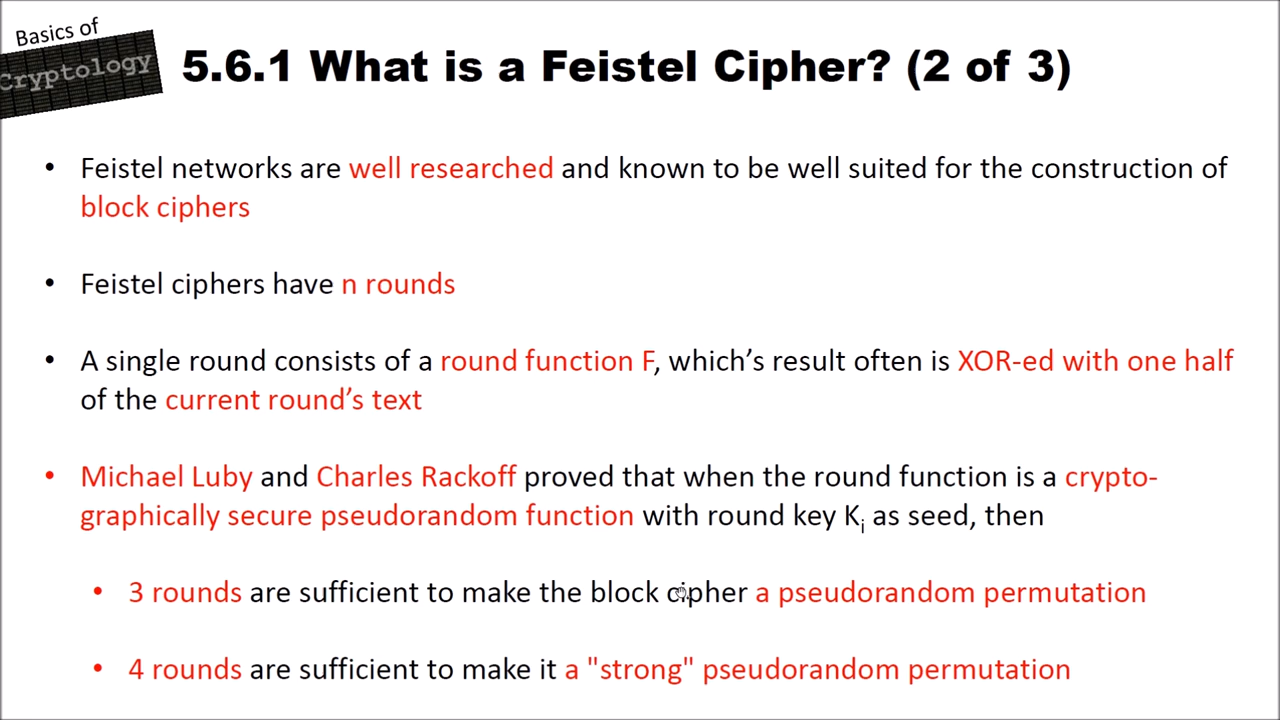 Basics of
Cryptology
5.6.1 What is a Feistel Cipher? (2 of 3)
• Feistel networks are well researched and known to be well suited for the construction of
block ciphers
• Feistel ciphers have n rounds
• A single round consists of a round function F, which’s result often is XOR-ed with one half
of the current round’s text
• Michael Luby and Charles Rackoff proved that when the round function is a crypto-
graphically secure pseudorandom function with round key Ki as seed, then
• 3 rounds are sufficient to make the block cipher a pseudorandom permutation
• 4 rounds are sufficient to make it a "strong" pseudorandom permutation